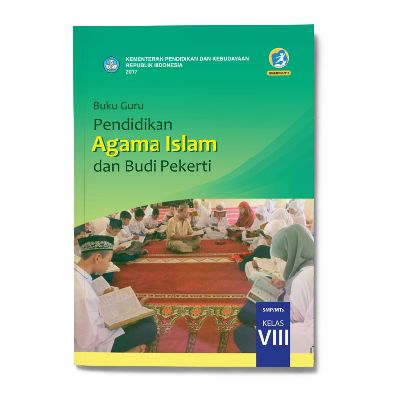 KEMENTERIAN PENDIDIKAN DAN KEBUDAYAAN
REPUBLIK INDONESIA
2017
Buku Guru
Pendidikan
Agama Islam
dan Budi Pekerti
SMP/MTs
KELAS
VIII